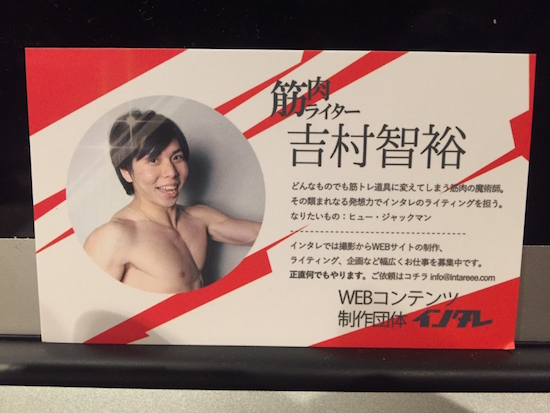 筋肉
ライター
吉村智裕
どんなものでも筋トレ道具に変えてしまう筋肉の魔術師。
その類まれなる発想力でインタレのライティングを担う。
なりたいもの：ヒュー・ジャックマン
インタレでは撮影からWEBサイトの制作、
ライティング、企画など幅広くお仕事を募集中です。
正直何でもやります。ご依頼はコチラ info@intareee.com
WEBコンテンツ
制作団体 インタレ